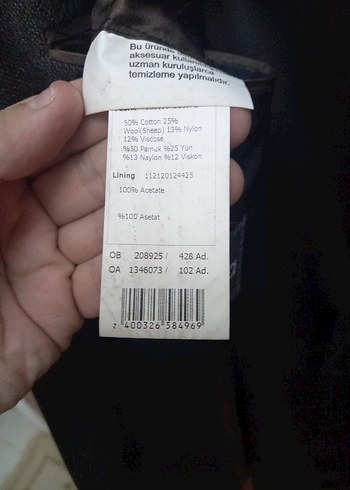 Bu üründe
aksesuar
uzman kuruluşlarca
temizleme yapılmalıdır.
50% Cotton 25%
Wool(Sheep) 13% Nylon
12% Viscose
%50 Pamuk %25 Yün
%13 Naylon %12 Viskon
Lining 112120124425
100% Acetate
%100 Asetat
OB 208925 / 428 Ad.
OA 1346073 / 102 Ad.
2 400326 584969